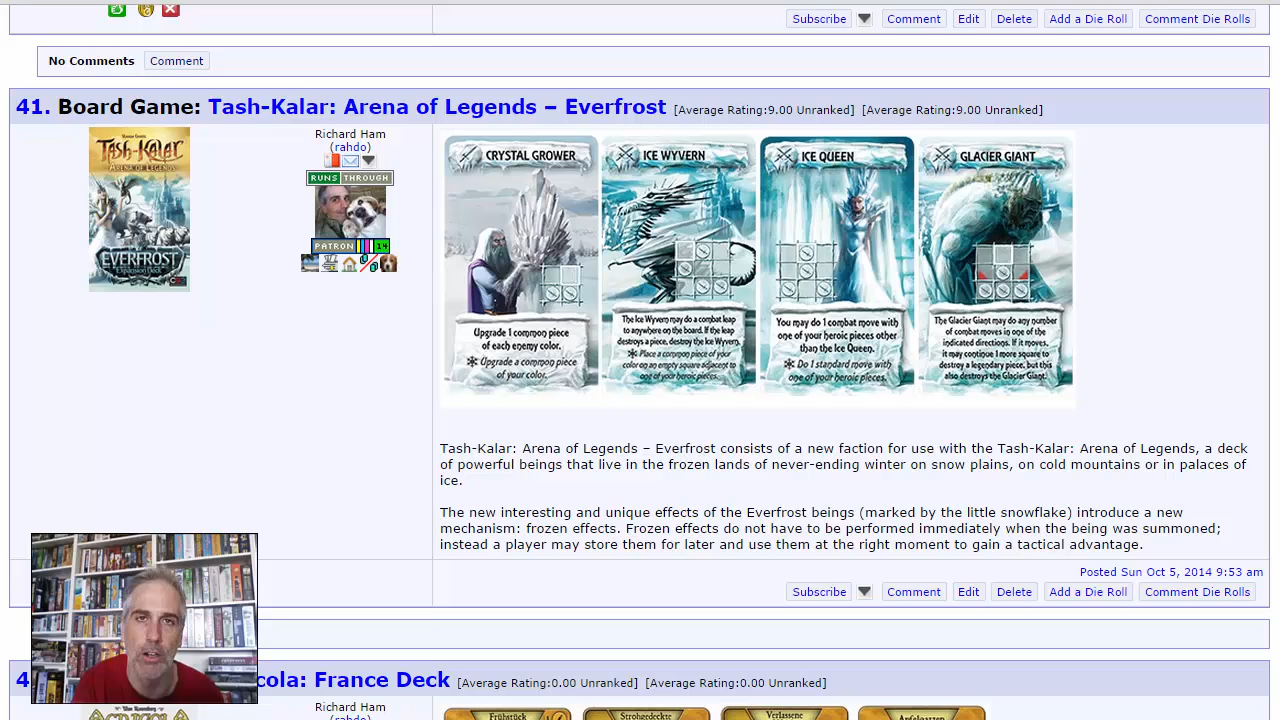 Subscribe Comment Edit Delete Add a Die Roll Comment Die Rolls
No Comments Comment
41. Board Game: Tash-Kalar: Arena of Legends – Everfrost [Average Rating:9.00 Unranked] [Average Rating:9.00 Unranked]
TASH-KALAR
ARENA OF LEGENDS
EVERFROST
Richard Ham
(rahdo)
RUNS THROUGH
PATRON 14
CRYSTAL GROWER
Upgrade 1 common piece
of each enemy color.
Upgrade a common piece
of your color.
ICE WYVERN
The Ice Wyvern may do a combat leap
to anywhere on the board. If the leap
destroys a piece, destroy the Ice Wyvern.
Place a common piece of your
color on an empty square adjacent to
one of your heroic pieces.
ICE QUEEN
You may do 1 combat move with
one of your heroic pieces other
than the Ice Queen.
Do 1 standard move with
one of your heroic pieces.
GLACIER GIANT
The Glacier Giant may do any number
of combat moves in one of the
indicated directions. If it moves,
it may continue 1 more square to
destroy a legendary piece, but this
also destroys the Glacier Giant.
Tash-Kalar: Arena of Legends – Everfrost consists of a new faction for use with the Tash-Kalar: Arena of Legends, a deck
of powerful beings that live in the frozen lands of never-ending winter on snow plains, on cold mountains or in palaces of
ice.
The new interesting and unique effects of the Everfrost beings (marked by the little snowflake) introduce a new
mechanism: frozen effects. Frozen effects do not have to be performed immediately when the being was summoned;
instead a player may store them for later and use them at the right moment to gain a tactical advantage.
Posted Sun Oct 5, 2014 9:53 am
Subscribe Comment Edit Delete Add a Die Roll Comment Die Rolls
4 cola: France Deck [Average Rating:0.00 Unranked] [Average Rating:0.00 Unranked]
Richard Ham
(rahdo)
Frühstück
Strohgedeckte
Verlassene